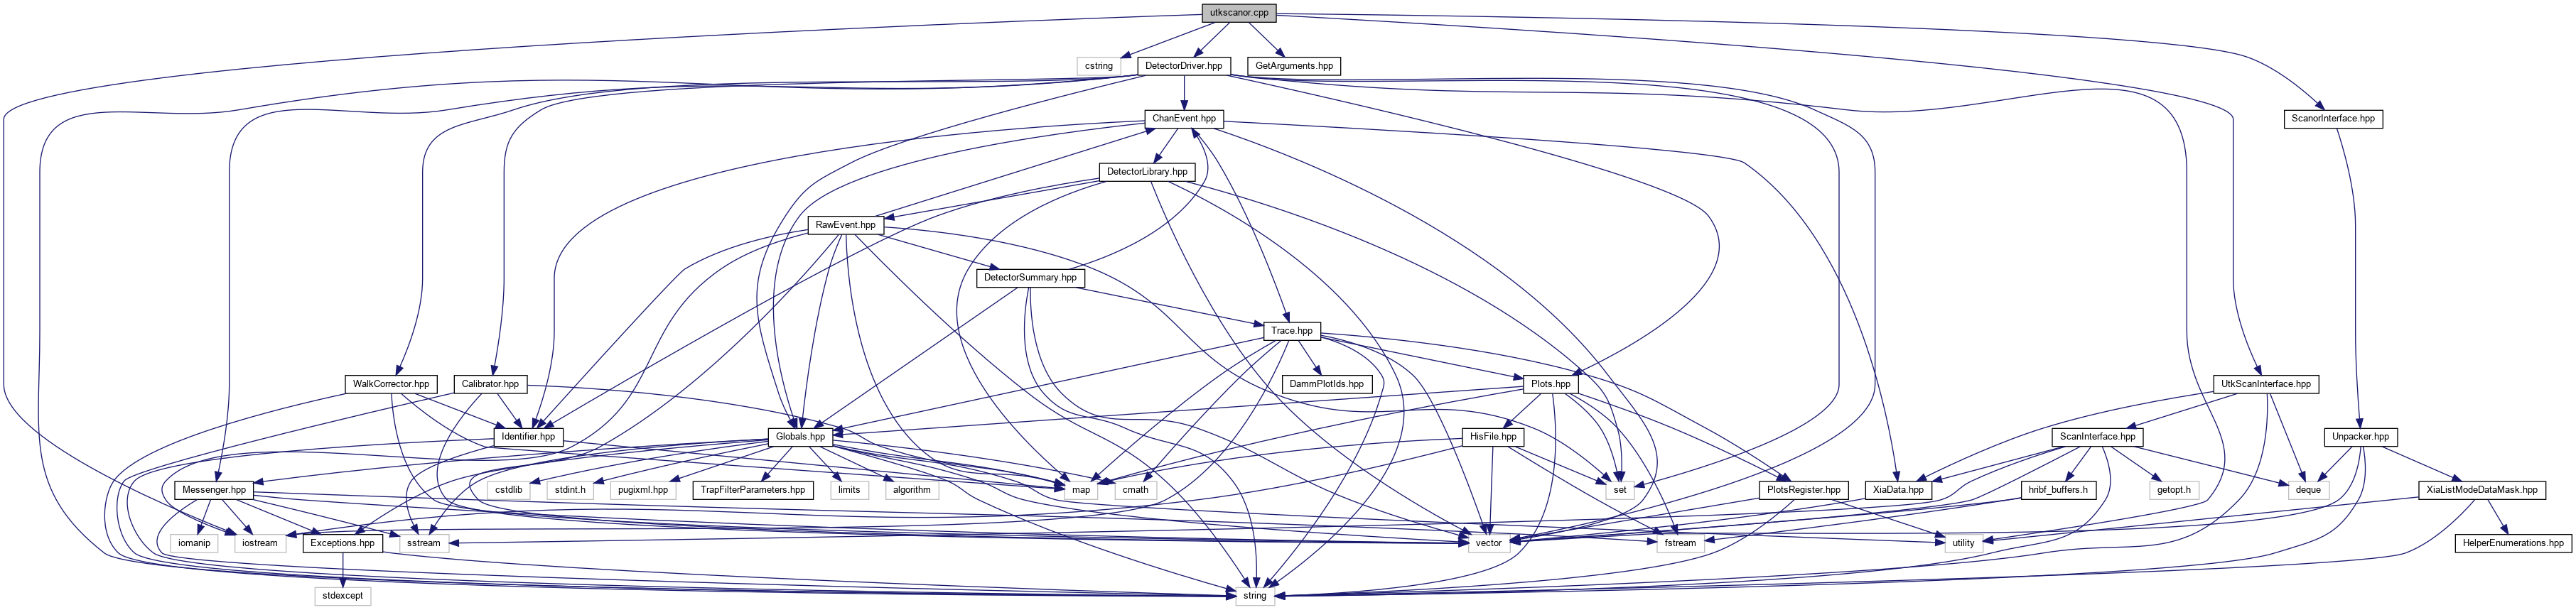 utkscanor.cpp
cstring
DetectorDriver.hpp
GetArguments.hpp
ChanEvent.hpp
ScanorInterface.hpp
DetectorLibrary.hpp
RawEvent.hpp
DetectorSummary.hpp
Trace.hpp
WalkCorrector.hpp
Calibrator.hpp
DammPlotIds.hpp
Plots.hpp
UtkScanInterface.hpp
Identifier.hpp
Globals.hpp
HisFile.hpp
ScanInterface.hpp
Unpacker.hpp
Messenger.hpp
cstdlib
stdint.h
pugixml.hpp
TrapFilterParameters.hpp
limits
algorithm
map
cmath
set
PlotsRegister.hpp
XiaData.hpp
hribf_buffers.h
getopt.h
deque
XiaListModeDataMask.hpp
iomanip
iostream
Exceptions.hpp
sstream
vector
fstream
utility
HelperEnumerations.hpp
stdexcept
string